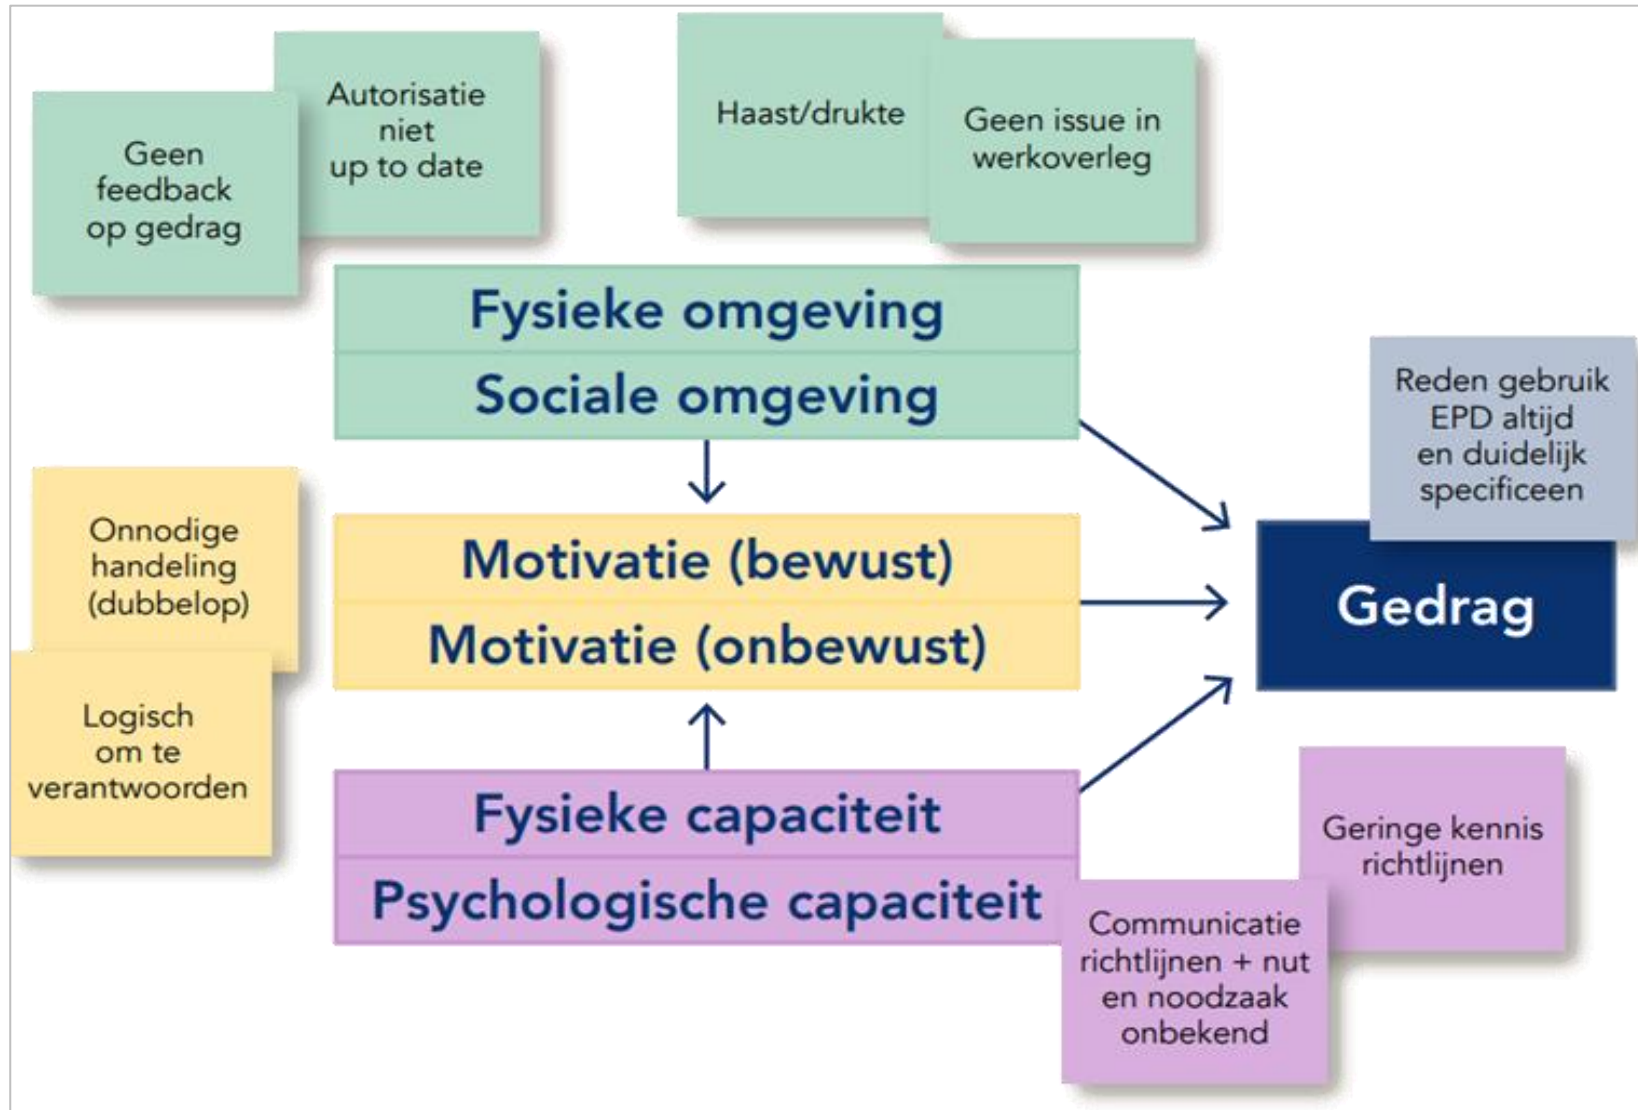 Geen
feedback
op gedrag
Autorisatie
niet
up to date
Haast/drukte
Geen issue in
werkoverleg
Fysieke omgeving
Sociale omgeving
Reden gebruik
EPD altijd
en duidelijk
specificeen
Onnodige
handeling
(dubbelop)
Logisch
om te
verantwoorden
Motivatie (bewust)
Motivatie (onbewust)
Gedrag
Fysieke capaciteit
Psychologische capaciteit
Geringe kennis
richtlijnen
Communicatie
richtlijnen + nut
en noodzaak
onbekend